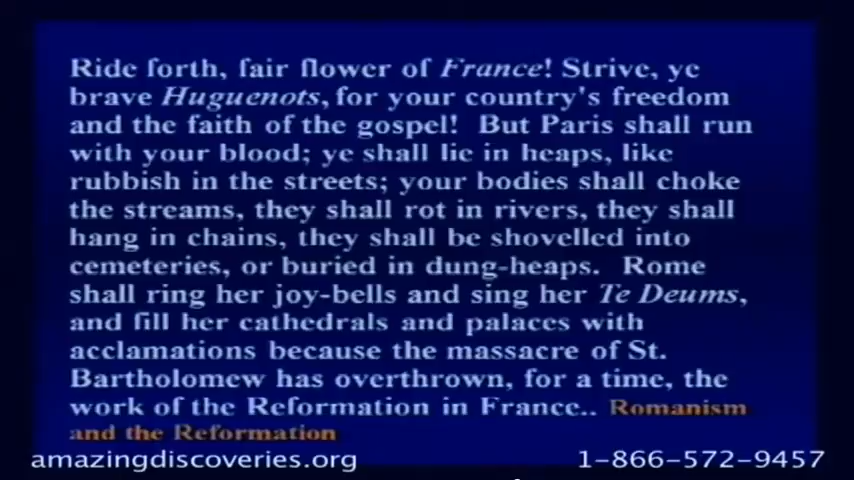 Ride forth, fair flower of France! Strive, ye
brave Huguenots, for your country's freedom
and the faith of the gospel! But Paris shall run
with your blood; ye shall lie in heaps, like
rubbish in the streets; your bodies shall choke
the streams, they shall rot in rivers, they shall
hang in chains, they shall be shovelled into
cemeteries, or buried in dung-heaps. Rome
shall ring her joy-bells and sing her Te Deums,
and fill her cathedrals and palaces with
acclamations because the massacre of St.
Bartholomew has overthrown, for a time, the
work of the Reformation in France.. Romanism
and the Reformation
amazingdiscoveries.org 1-866-572-9457